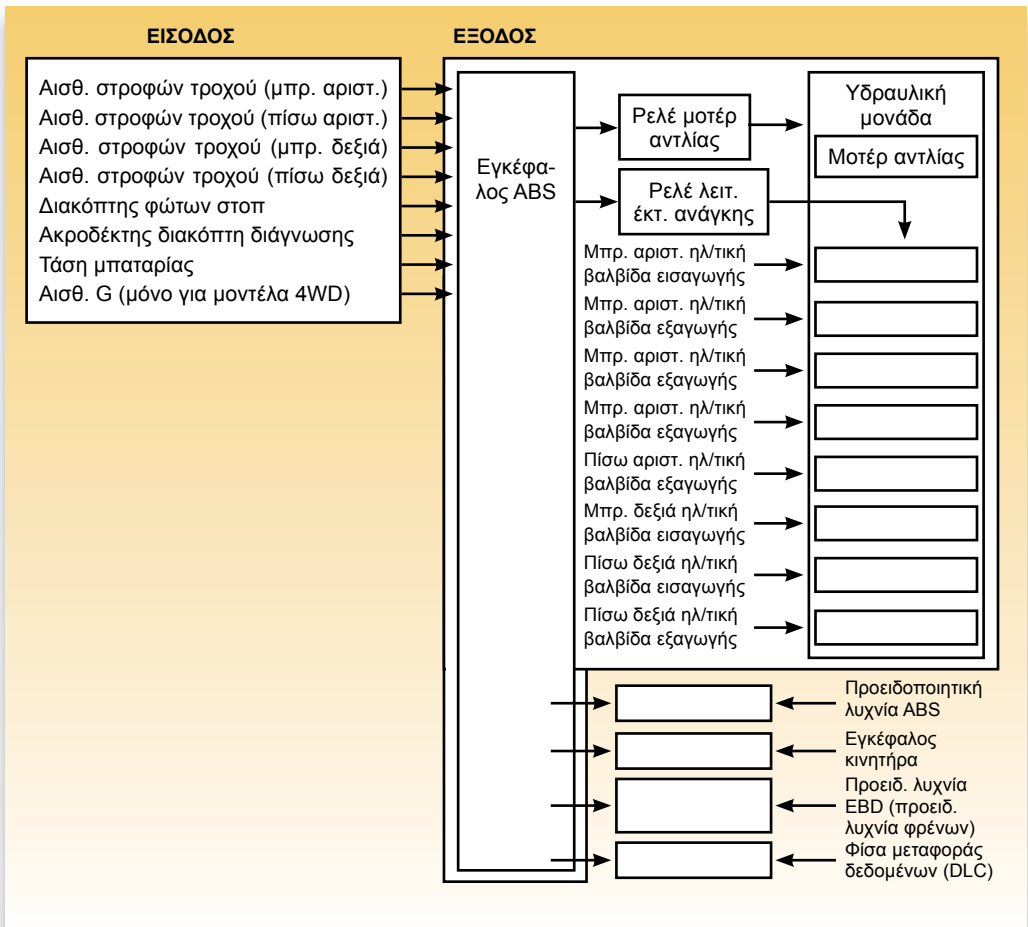 ΕΙΣΟΔΟΣ
ΕΞΟΔΟΣ
Αισθ. στροφών τροχού (μπρ. αριστ.)
Αισθ. στροφών τροχού (πίσω αριστ.)
Αισθ. στροφών τροχού (μπρ. δεξιά)
Αισθ. στροφών τροχού (πίσω δεξιά)
Διακόπτης φώτων στοπ
Ακροδέκτης διακόπτη διάγνωσης
Τάση μπαταρίας
Αισθ. G (μόνο για μοντέλα 4WD)
Εγκέφα-
λος ABS
Ρελέ μοτέρ
αντλίας
Ρελέ λειτ.
έκτ. ανάγκης
Υδραυλική
μονάδα
Μοτέρ αντλίας
Μπρ. αριστ. ηλ/τική
βαλβίδα εισαγωγής
Μπρ. αριστ. ηλ/τική
βαλβίδα εξαγωγής
Μπρ. αριστ. ηλ/τική
βαλβίδα εξαγωγής
Μπρ. αριστ. ηλ/τική
βαλβίδα εξαγωγής
Πίσω αριστ. ηλ/τική
βαλβίδα εξαγωγής
Μπρ. δεξιά ηλ/τική
βαλβίδα εισαγωγής
Πίσω δεξιά ηλ/τική
βαλβίδα εισαγωγής
Πίσω δεξιά ηλ/τική
βαλβίδα εξαγωγής
Προειδοποιητική
λυχνία ABS
Εγκέφαλος
κινητήρα
Προειδ. λυχνία
EBD (προειδ.
λυχνία φρένων)
Φίσα μεταφοράς
δεδομένων (DLC)